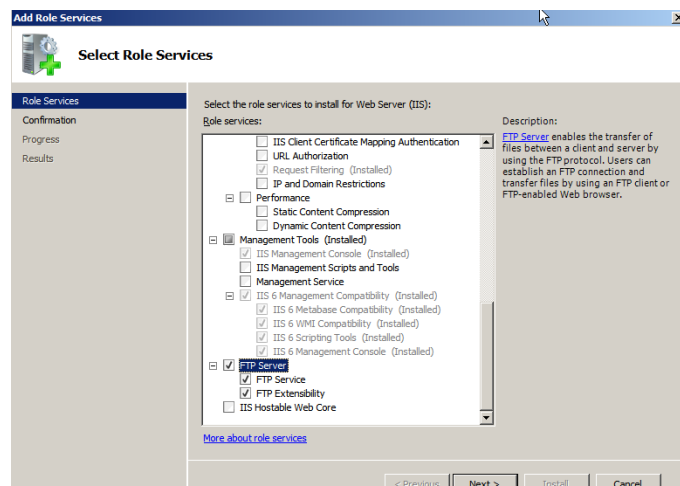 Add Role Services
Select Role Services
Role Services
Confirmation
Progress
Results
Select the role services to install for Web Server (IIS):
Role services:
IIS Client Certificate Mapping Authentication
URL Authorization
Request Filtering (Installed)
IP and Domain Restrictions
Performance
Static Content Compression
Dynamic Content Compression
Management Tools (Installed)
IIS Management Console (Installed)
IIS Management Scripts and Tools
Management Service
IIS 6 Management Compatibility (Installed)
IIS 6 Metabase Compatibility (Installed)
IIS 6 WMI Compatibility (Installed)
IIS 6 Scripting Tools (Installed)
IIS 6 Management Console (Installed)
FTP Server
FTP Service
FTP Extensibility
IIS Hostable Web Core
More about role services
Description:
FTP Server enables the transfer of
files between a client and server by
using the FTP protocol. Users can
establish an FTP connection and
transfer files by using an FTP client or
FTP-enabled Web browser.
< Previous
Next >
Install
Cancel